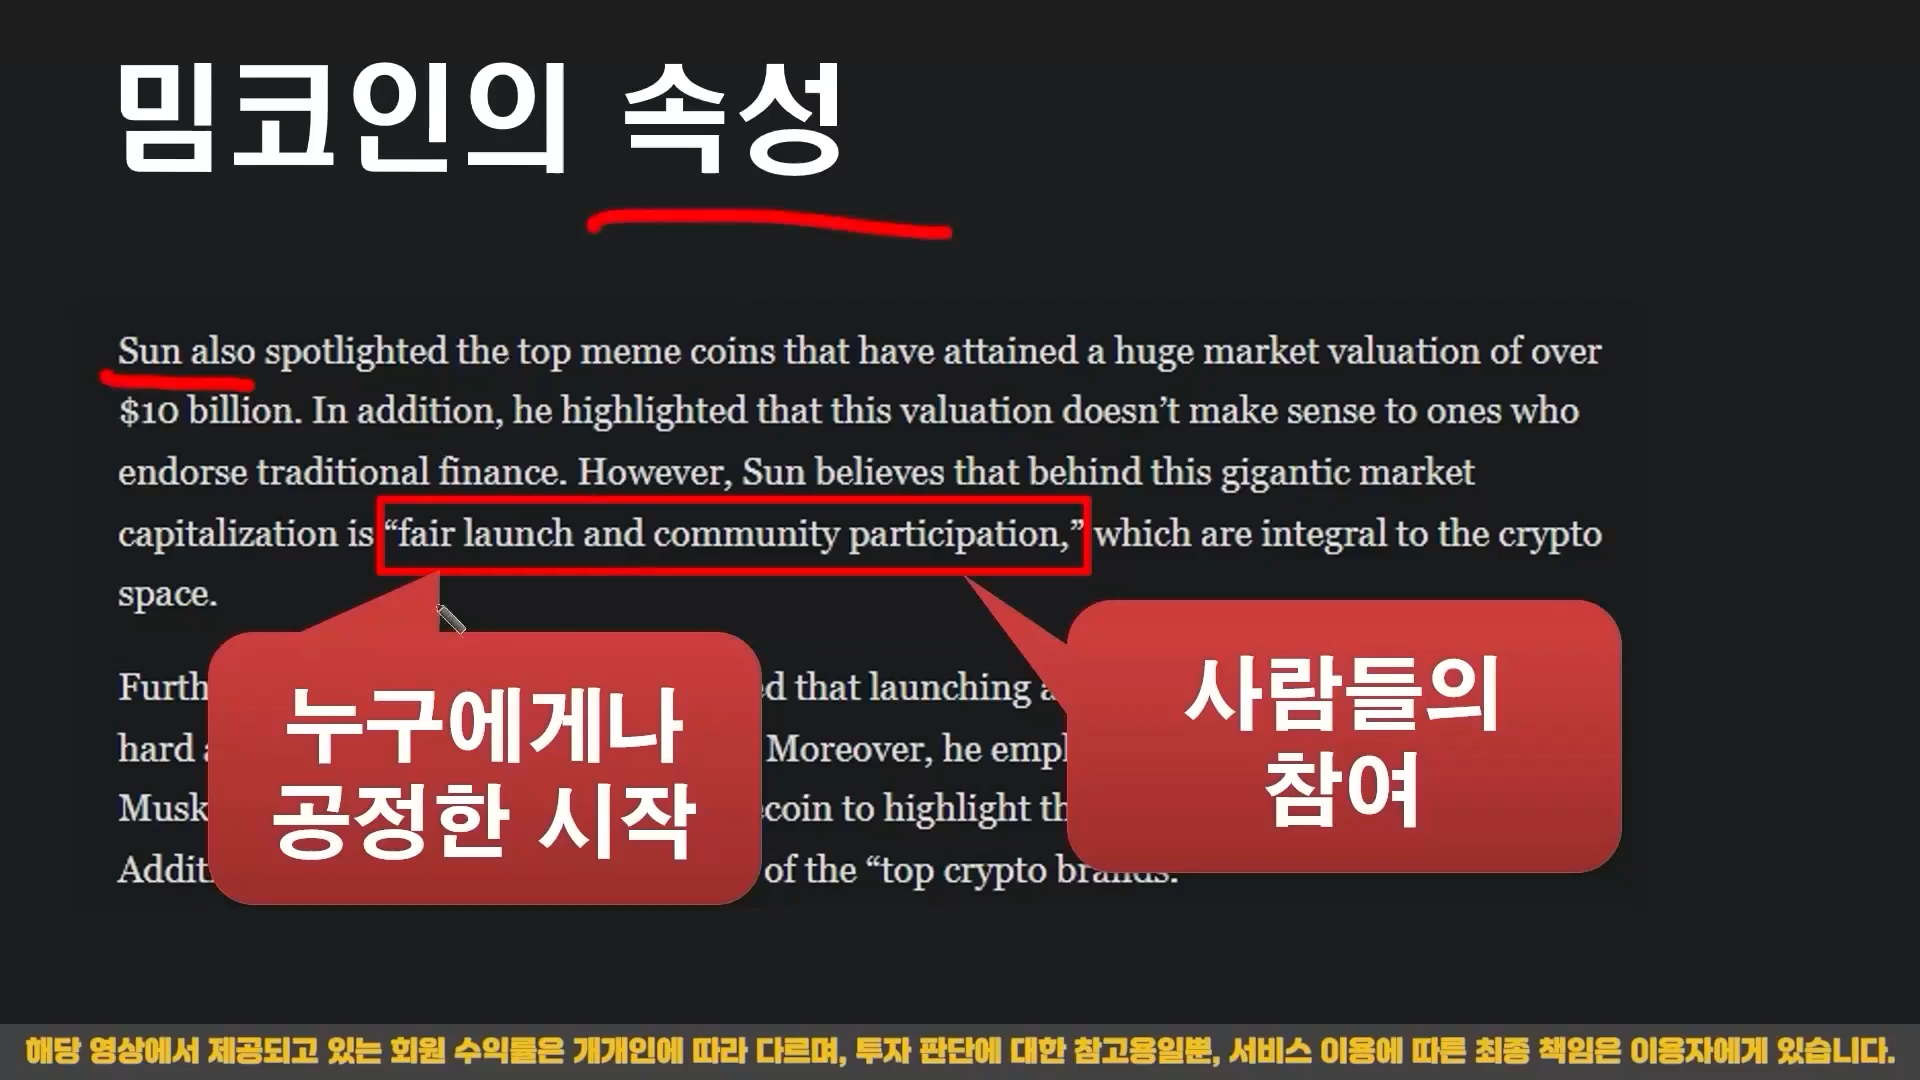 밈코인의 속성
Sun also spotlighted the top meme coins that have attained a huge market valuation of over
$10 billion. In addition, he highlighted that this valuation doesn’t make sense to ones who
endorse traditional finance. However, Sun believes that behind this gigantic market
capitalization is “fair launch and community participation,” which are integral to the crypto
space.
누구에게나
공정한 시작
사람들의
참여
that launching
hard Moreover, he
Musk to highlight
of the “top crypto brands.
해당 영상에서 제공되고 있는 회원 수익률은 개개인에 따라 다르며, 투자 판단에 대한 참고용일뿐, 서비스 이용에 따른 최종 책임은 이용자에게 있습니다.